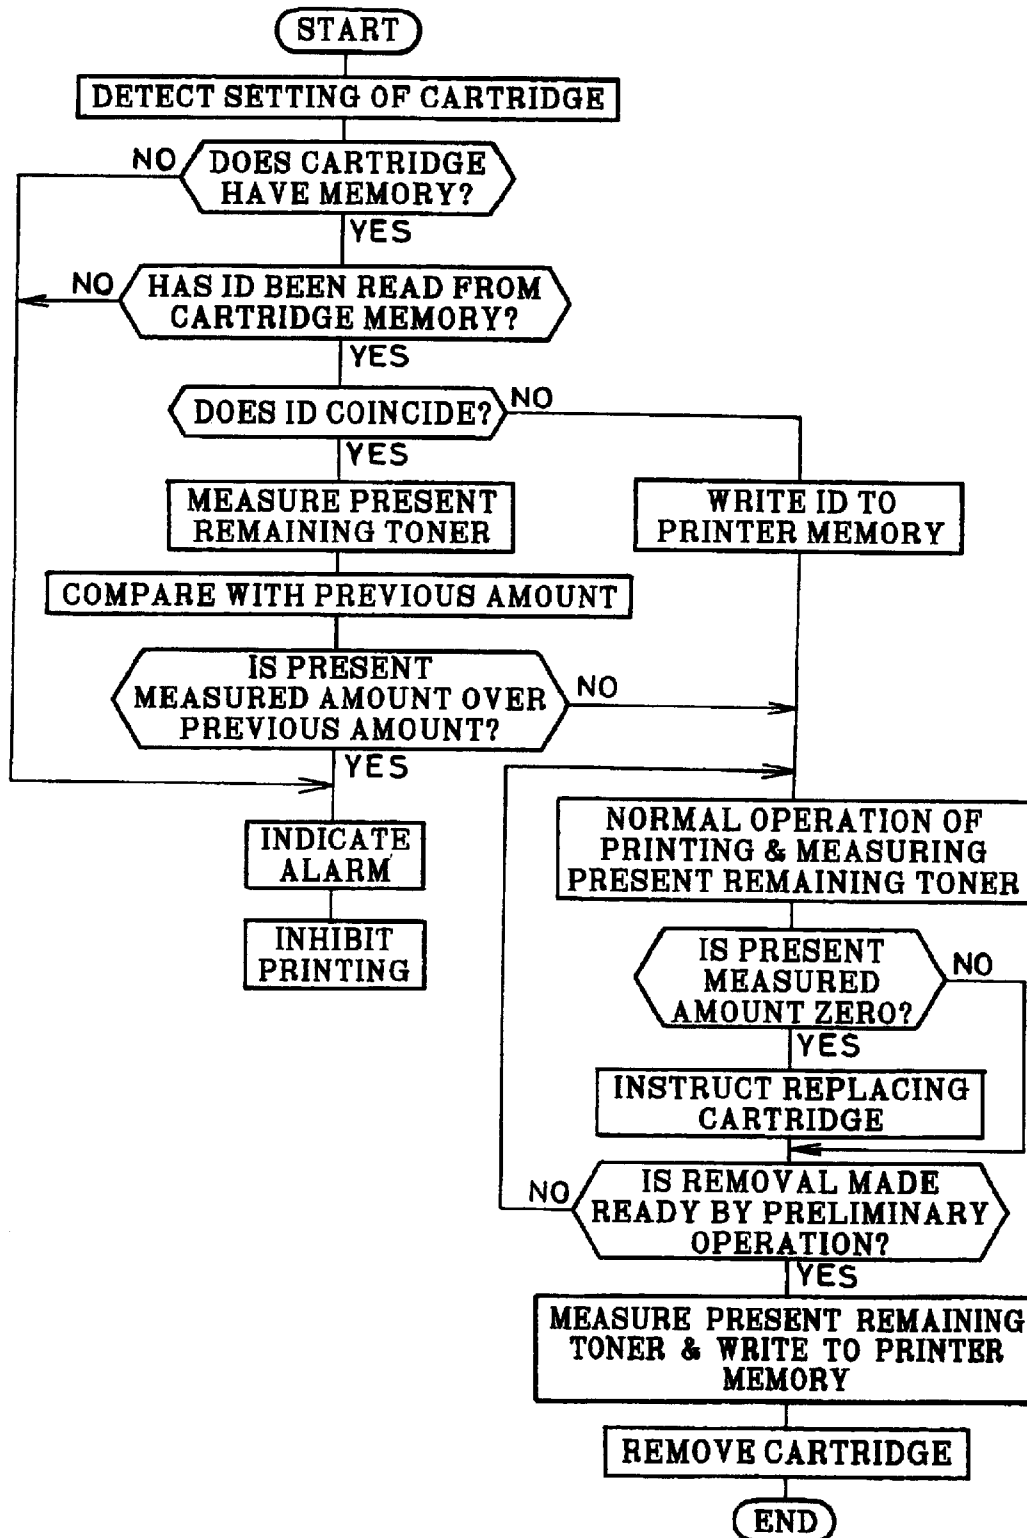 START
DETECT SETTING OF CARTRIDGE
NO
DOES CARTRIDGE
HAVE MEMORY?
YES
NO
HAS ID BEEN READ FROM
CARTRIDGE MEMORY?
YES
DOES ID COINCIDE?
NO
YES
MEASURE PRESENT
REMAINING TONER
WRITE ID TO
PRINTER MEMORY
COMPARE WITH PREVIOUS AMOUNT
IS PRESENT
MEASURED AMOUNT OVER
PREVIOUS AMOUNT?
NO
YES
INDICATE
ALARM
INHIBIT
PRINTING
NORMAL OPERATION OF
PRINTING & MEASURING
PRESENT REMAINING TONER
IS PRESENT
MEASURED
AMOUNT ZERO?
NO
YES
INSTRUCT REPLACING
CARTRIDGE
NO
IS REMOVAL MADE
READY BY PRELIMINARY
OPERATION?
YES
MEASURE PRESENT REMAINING
TONER & WRITE TO PRINTER
MEMORY
REMOVE CARTRIDGE
END